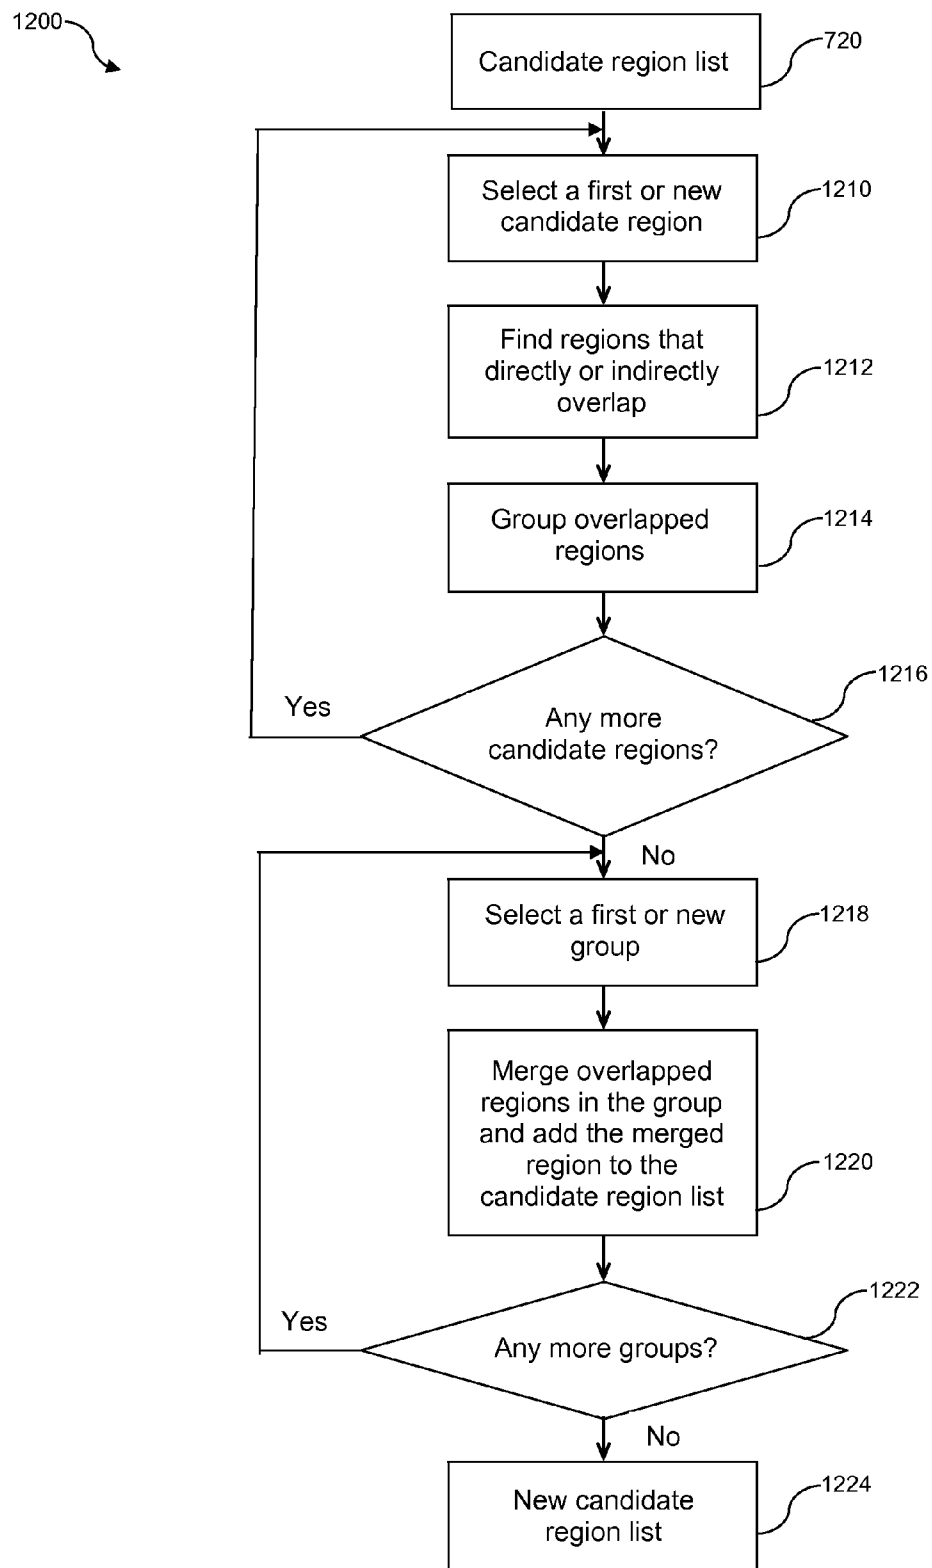 1200
Candidate region list
720
Select a first or new
candidate region
1210
Find regions that
directly or indirectly
overlap
1212
Group overlapped
regions
1214
Any more
candidate regions?
1216
Yes
No
Select a first or new
group
1218
Merge overlapped
regions in the group
and add the merged
region to the
candidate region list
1220
Any more groups?
1222
Yes
No
New candidate
region list
1224